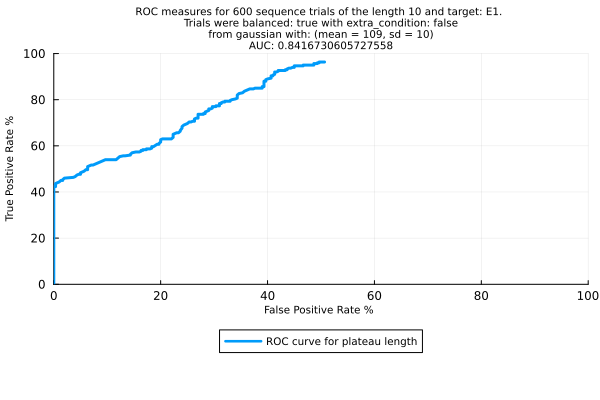 ROC measures for 600 sequence trials of the length 10 and target: E1.
Trials were balanced: true with extra_condition: false
from gaussian with: (mean = 109, sd = 10)
AUC: 0.8416730605727558
100
80
60
40
20
0
True Positive Rate %
0 20 40 60 80 100
False Positive Rate %
ROC curve for plateau length